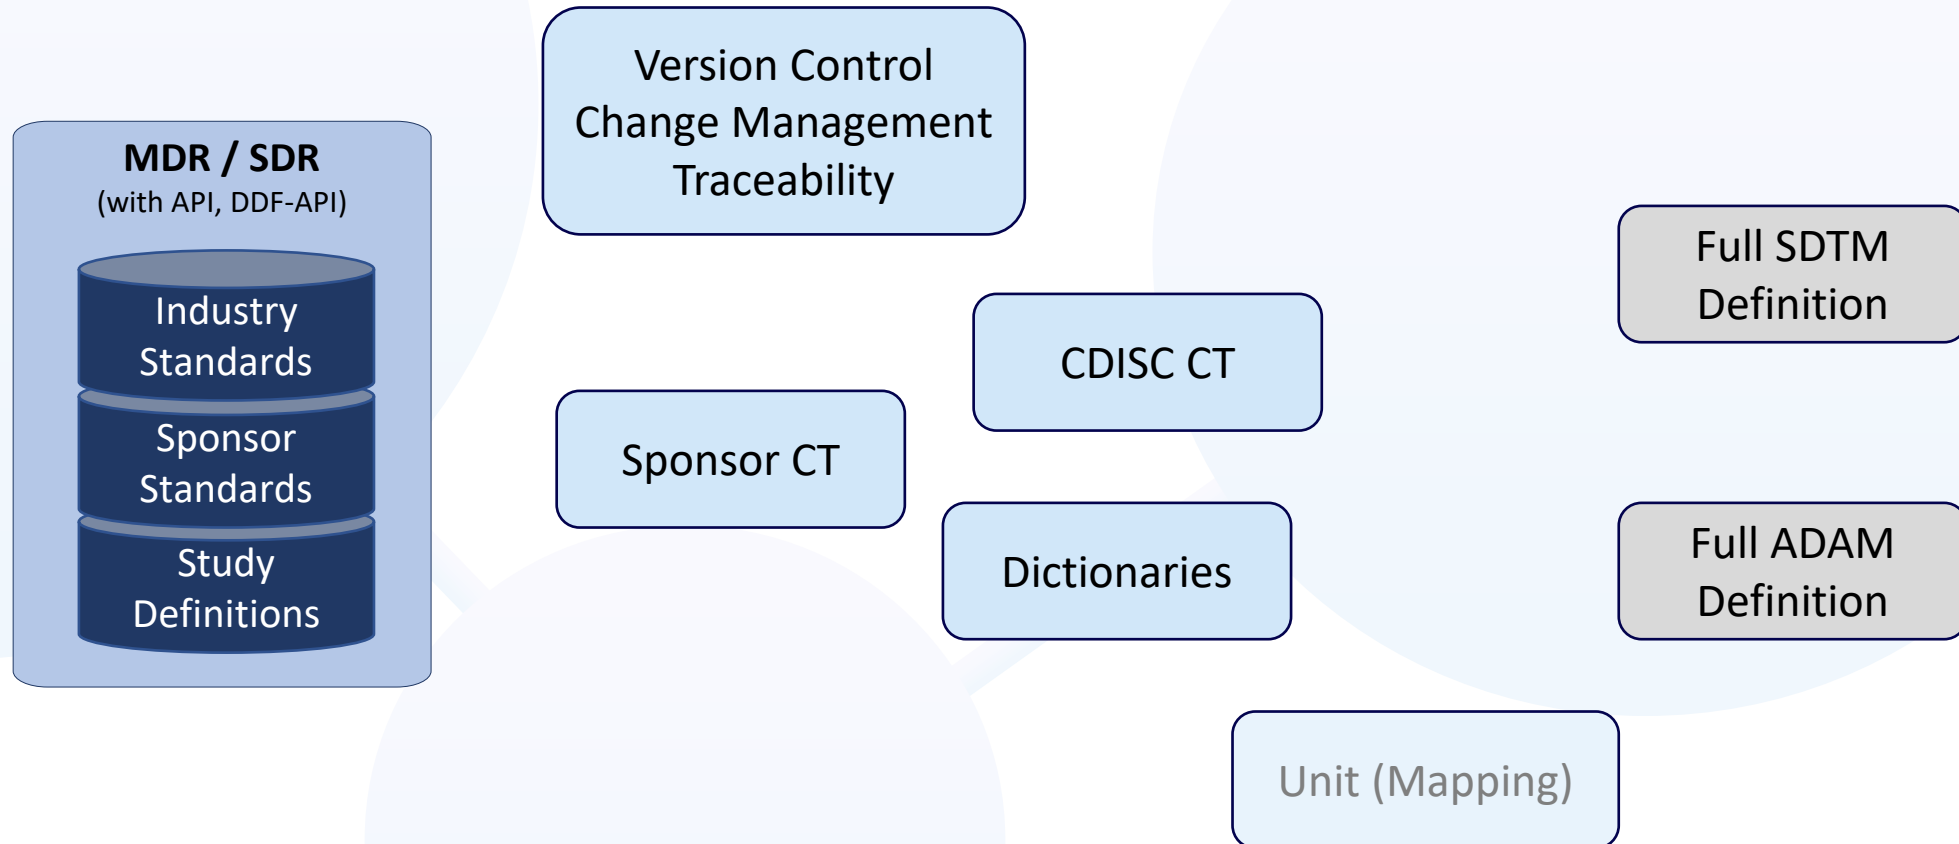 Version Control
Change Management
Traceability
MDR / SDR
(with API, DDF-API)
Industry
Standards
Sponsor
Standards
Study
Definitions
Full SDTM
Definition
CDISC CT
Sponsor CT
Dictionaries
Full ADAM
Definition
Unit (Mapping)